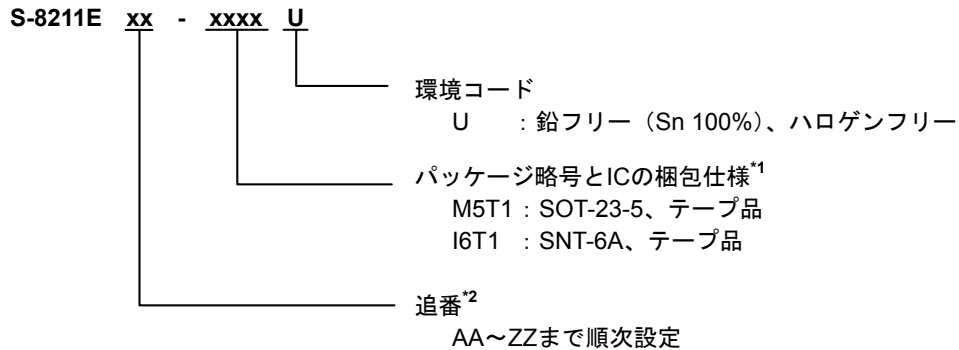 S-8211E xx - xxxx U
環境コード
U : 鉛フリー (Sn 100%)、ハロゲンフリー
パッケージ略号とICの梱包仕様*1
M5T1 : SOT-23-5、テープ品
I6T1 : SNT-6A、テープ品
追番*2
AA～ZZまで順次設定